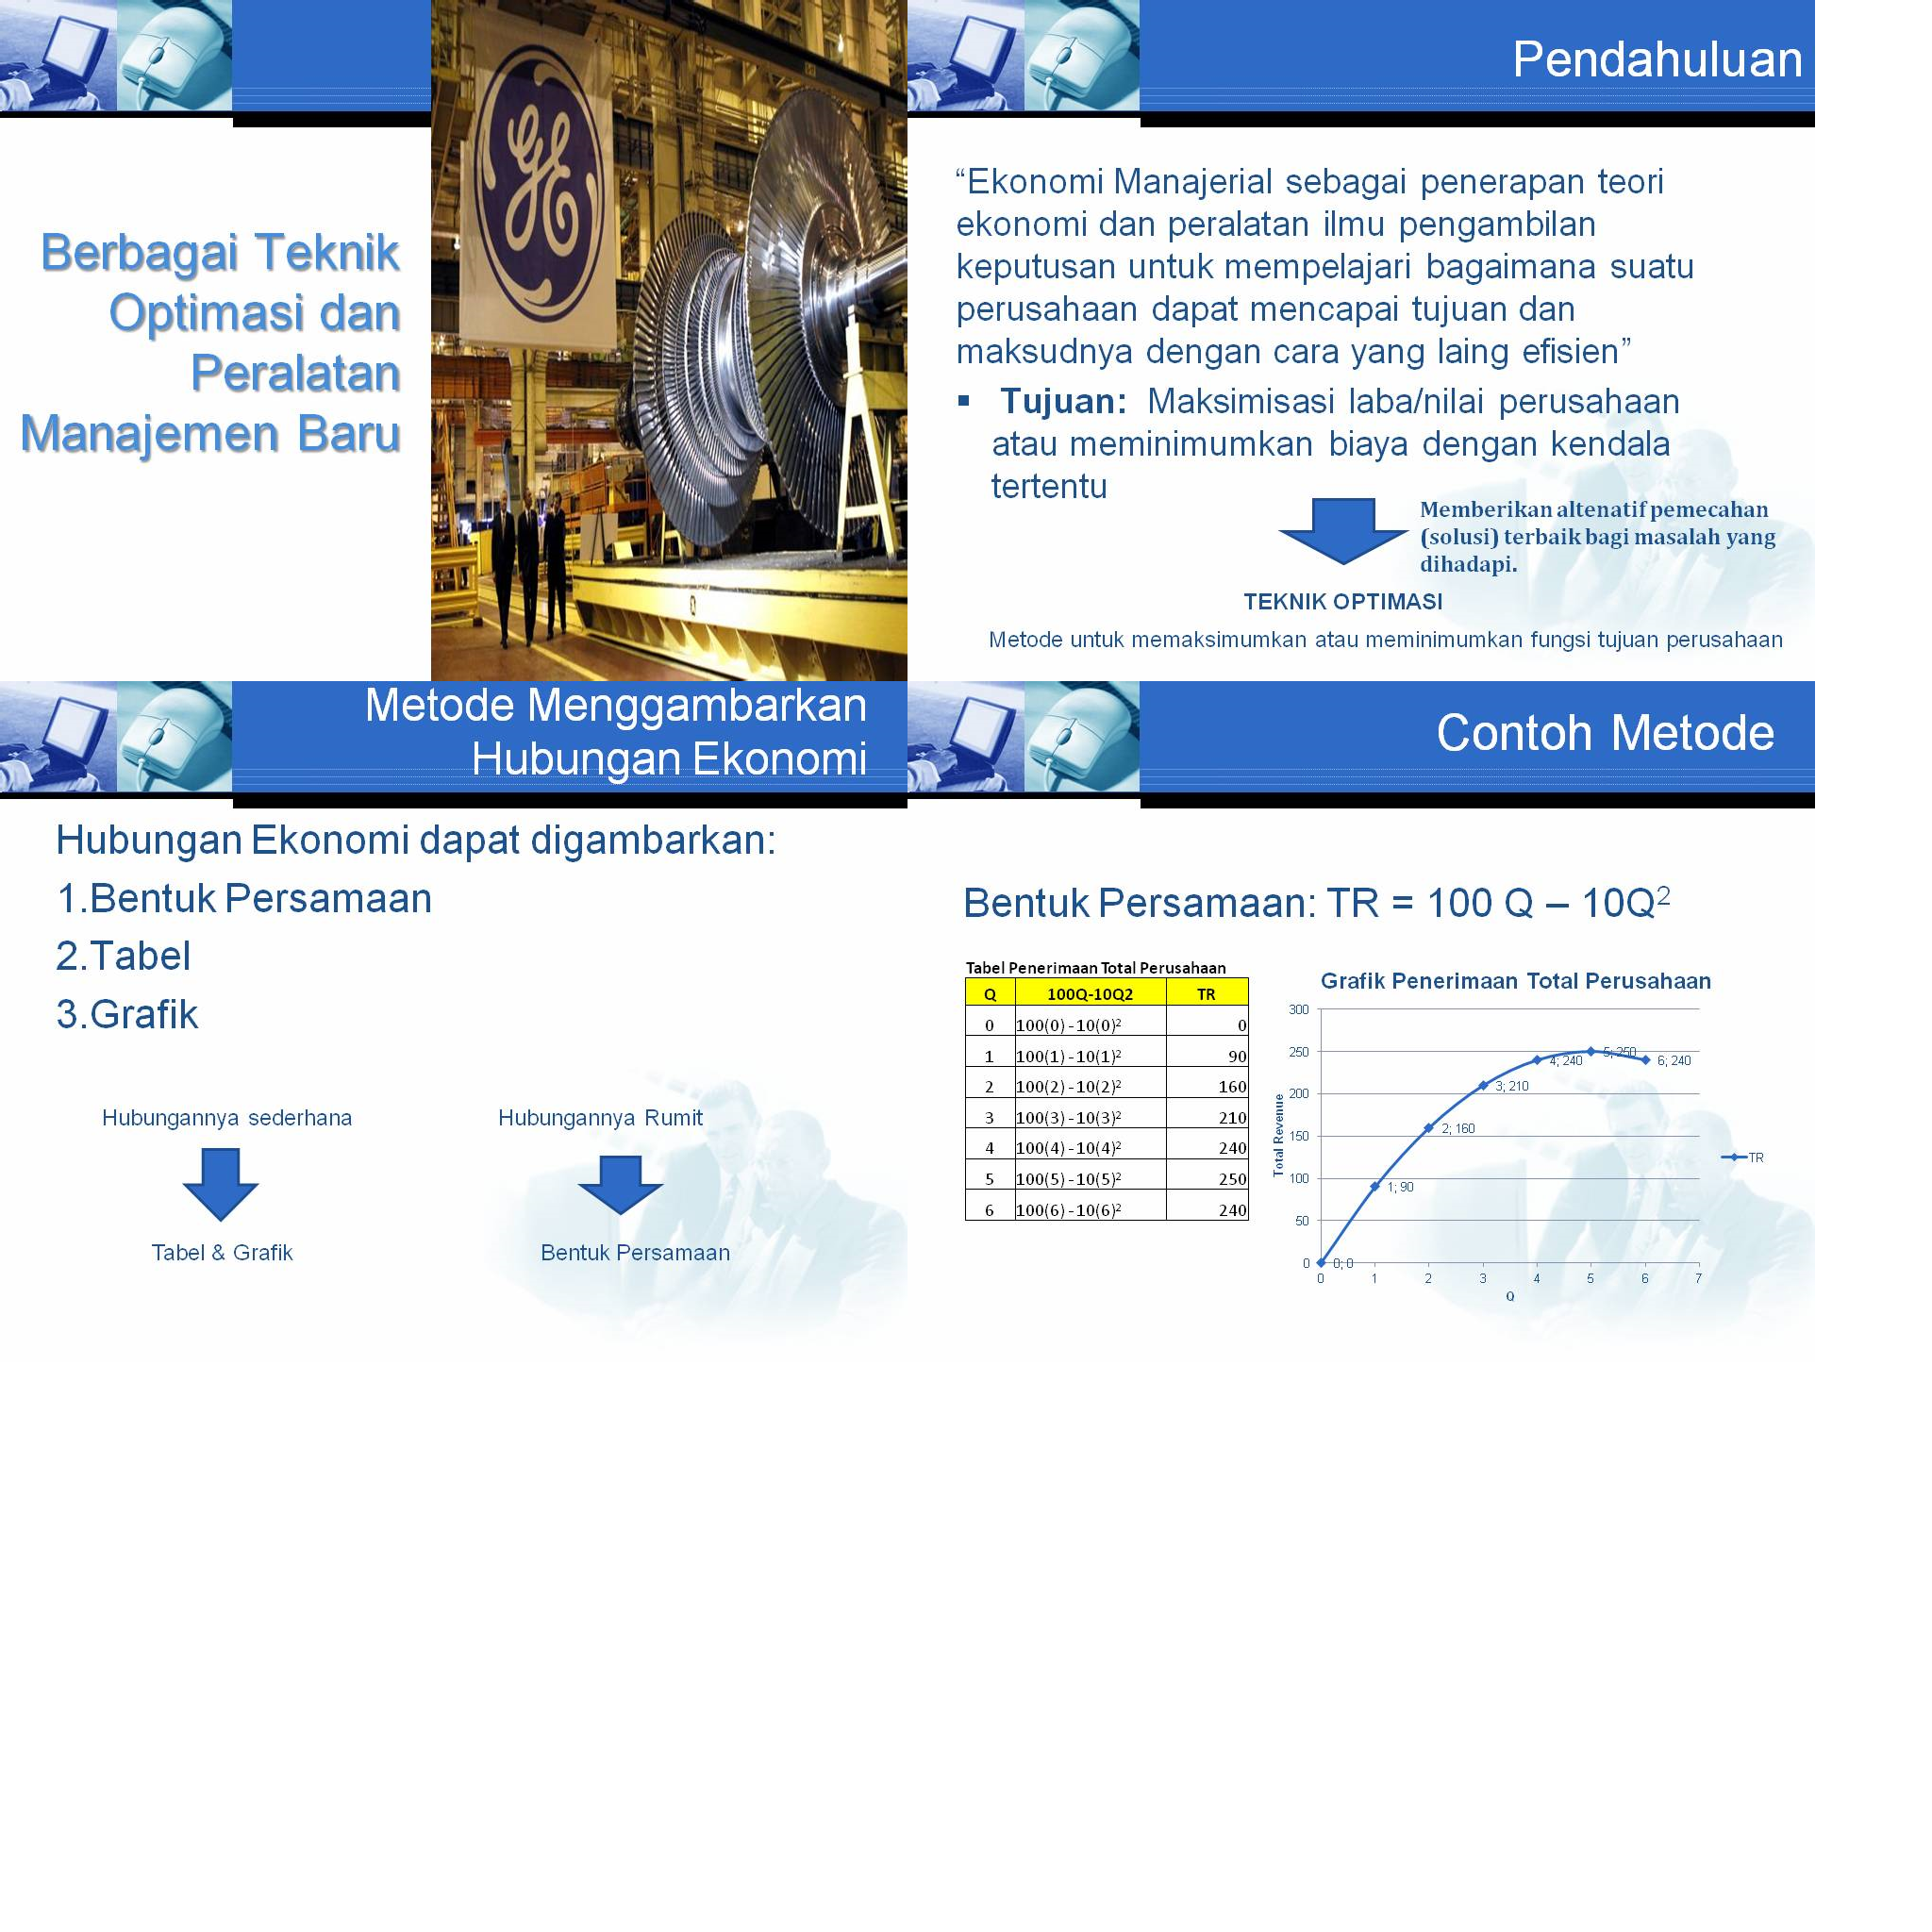 Berbagai Teknik
Optimasi dan
Peralatan
Manajemen Baru
GE
Pendahuluan
“Ekonomi Manajerial sebagai penerapan teori
ekonomi dan peralatan ilmu pengambilan
keputusan untuk mempelajari bagaimana suatu
perusahaan dapat mencapai tujuan dan
maksudnya dengan cara yang laing efisien”
▪ Tujuan: Maksimisasi laba/nilai perusahaan
atau meminimumkan biaya dengan kendala
tertentu
Memberikan altenatif pemecahan
(solusi) terbaik bagi masalah yang
dihadapi.
TEKNIK OPTIMASI
Metode untuk memaksimumkan atau meminimumkan fungsi tujuan perusahaan
Metode Menggambarkan
Hubungan Ekonomi
Hubungan Ekonomi dapat digambarkan:
1.Bentuk Persamaan
2.Tabel
3.Grafik
Hubungannya sederhana
Hubungannya Rumit
Tabel & Grafik
Bentuk Persamaan
Contoh Metode
Bentuk Persamaan: TR = 100 Q – 10Q²
Tabel Penerimaan Total Perusahaan
Q 100Q-10Q2 TR
0 100(0) - 10(0)² 0
1 100(1) - 10(1)² 90
2 100(2) - 10(2)² 160
3 100(3) - 10(3)² 210
4 100(4) - 10(4)² 240
5 100(5) - 10(5)² 250
6 100(6) - 10(6)² 240
Grafik Penerimaan Total Perusahaan
300
250
200
150
100
50
0
Total Revenue
0; 0
1; 90
2; 160
3; 210
4; 240
5; 250
6; 240
TR
0 1 2 3 4 5 6 7
Q